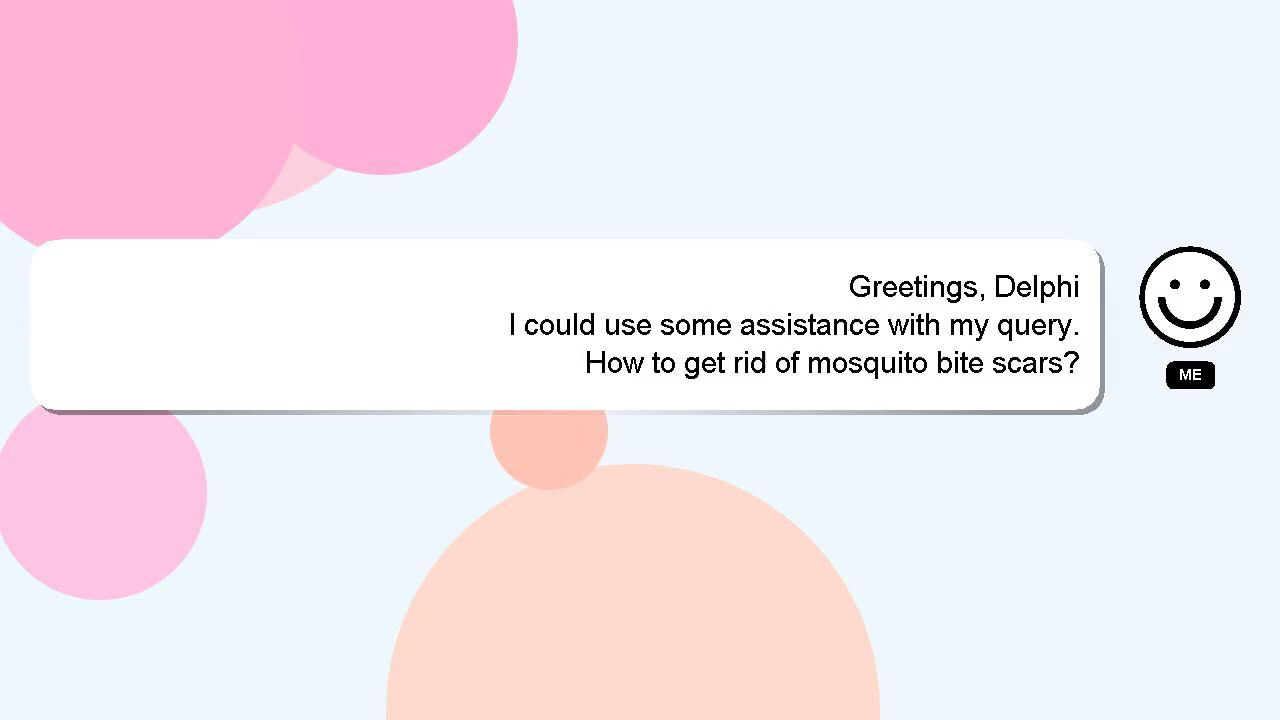 Greetings, Delphi
I could use some assistance with my query.
How to get rid of mosquito bite scars?
ME